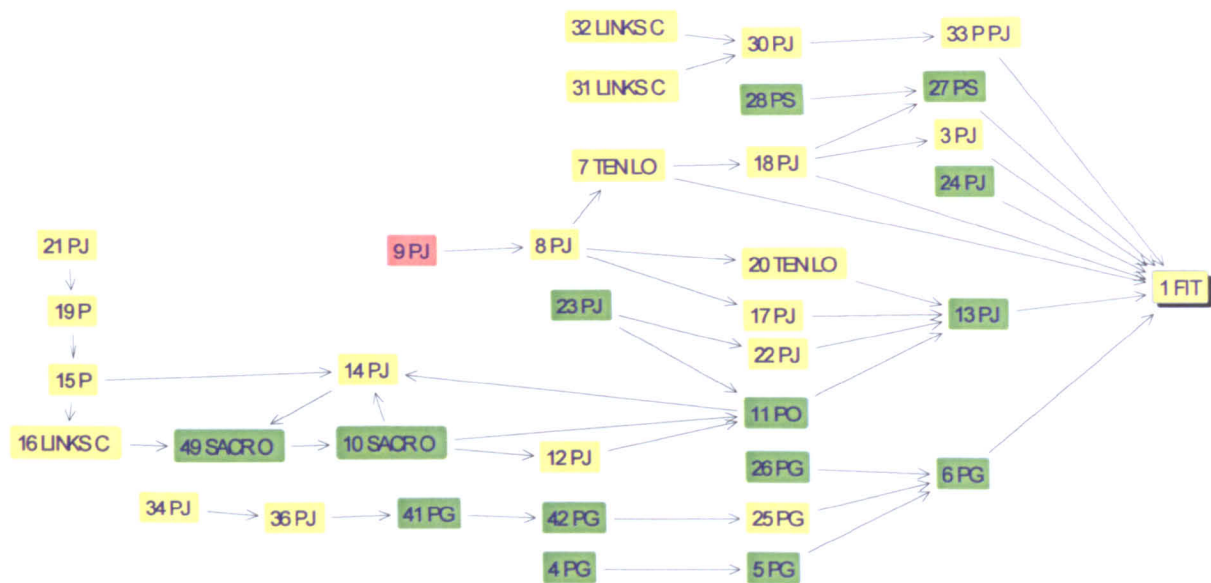 32 LINKS C
30 PJ
33 P PJ
31 LINKS C
28 PS
27 PS
3 PJ
7 TEN LO
18 PJ
24 PJ
21 PJ
9 PJ
8 PJ
20 TEN LO
1 FIT
19 P
23 PJ
17 PJ
13 PJ
22 PJ
15 P
14 PJ
11 PO
16 LINKS C
49 SACRO
10 SACRO
12 PJ
26 PG
6 PG
34 PJ
36 PJ
41 PG
42 PG
25 PG
4 PG
5 PG